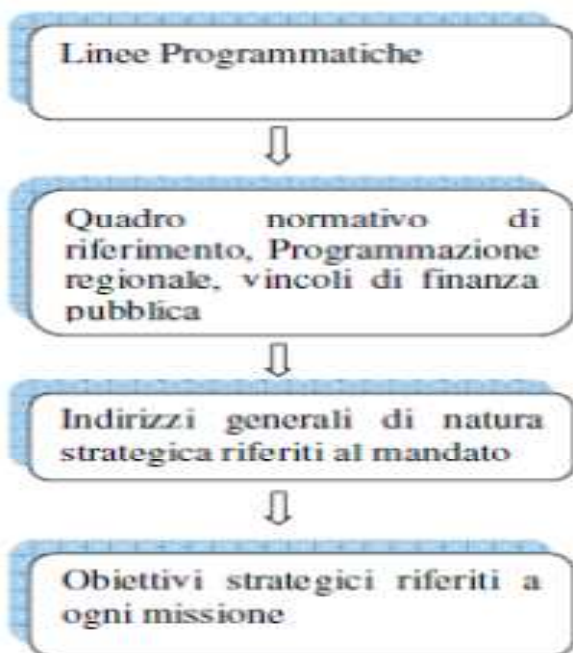 Linee Programmatiche
Quadro normativo di
riferimento, Programmazione
regionale, vincoli di finanza
pubblica
Indirizzi generali di natura
strategica riferiti al mandato
Obiettivi strategici riferiti a
ogni missione